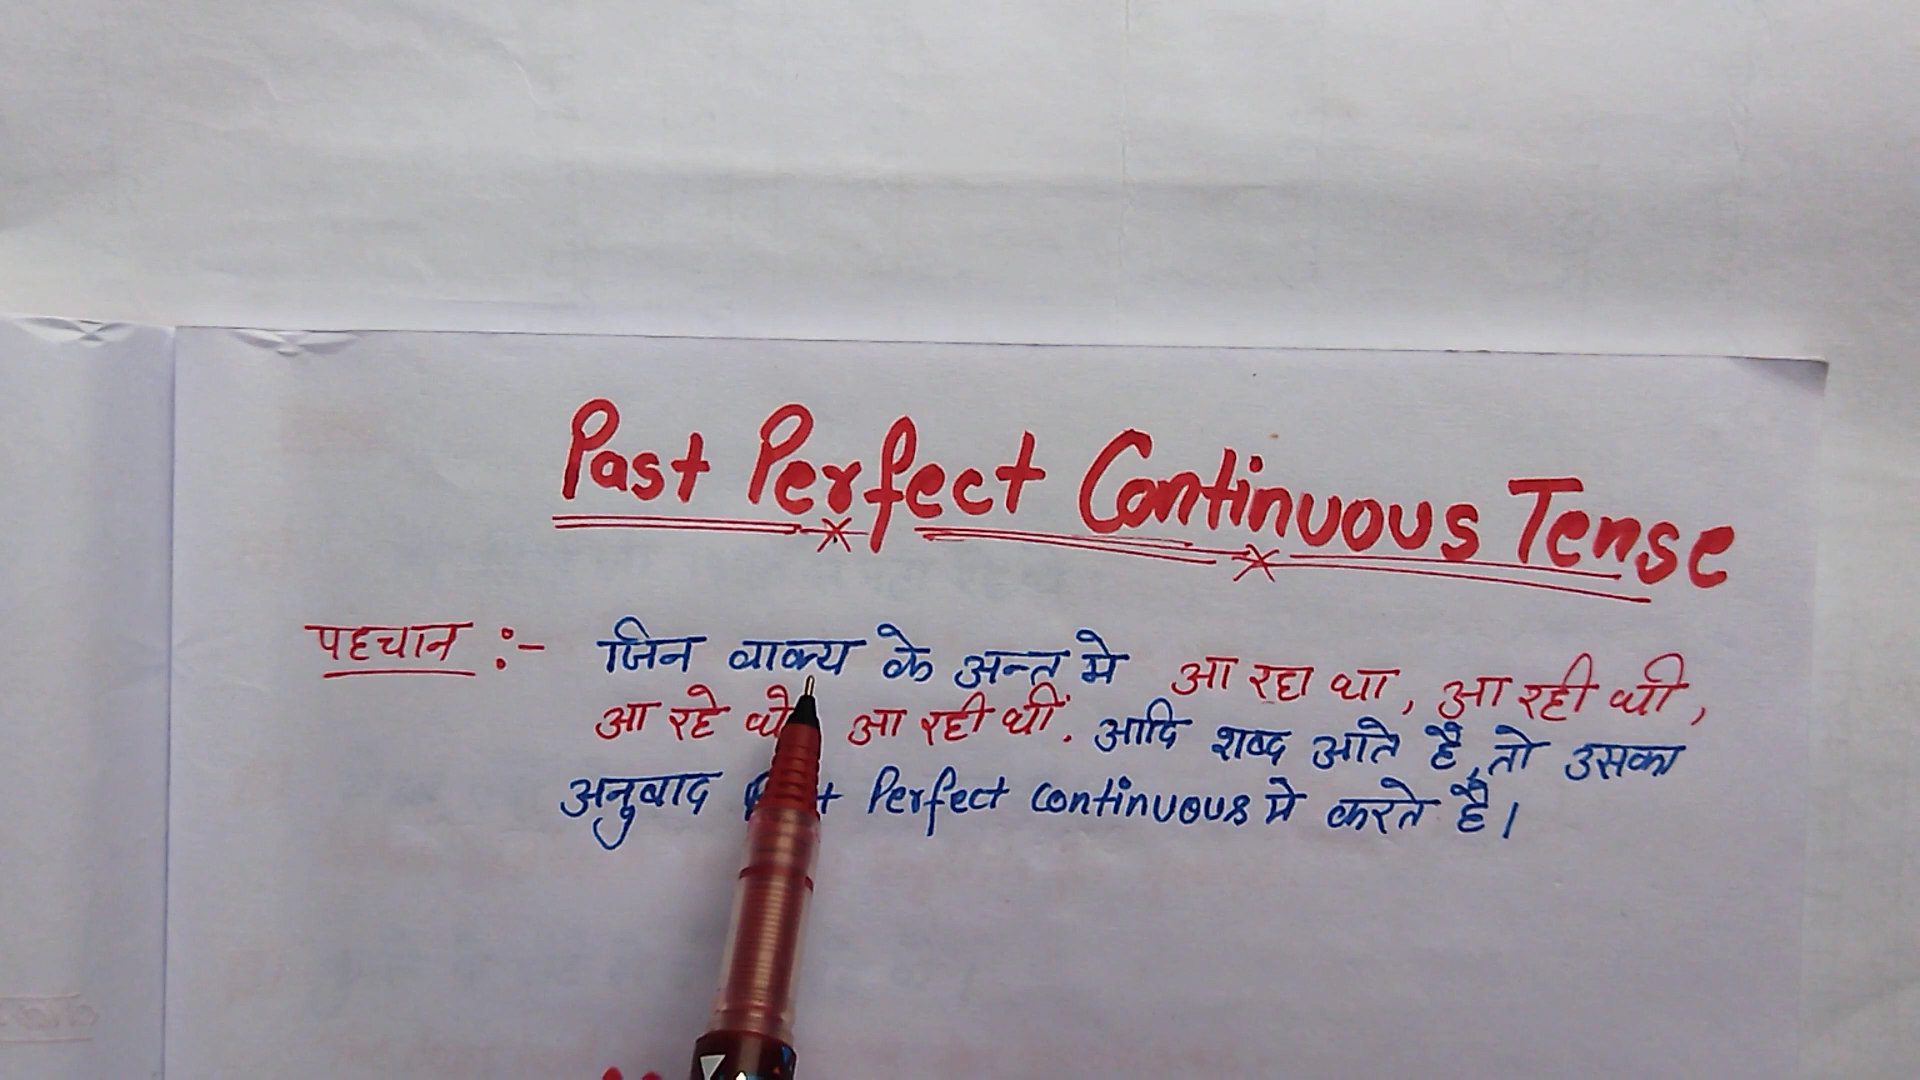 Past Perfect Continuous Tense
पहचान :- जिन वाक्य के अन्त मे आ रहा था, आ रही थी,
आ रहे थे आ रही थीं. आदि शब्द आते है, तो उसका
अनुवाद Perfect Continuous मे करते है।